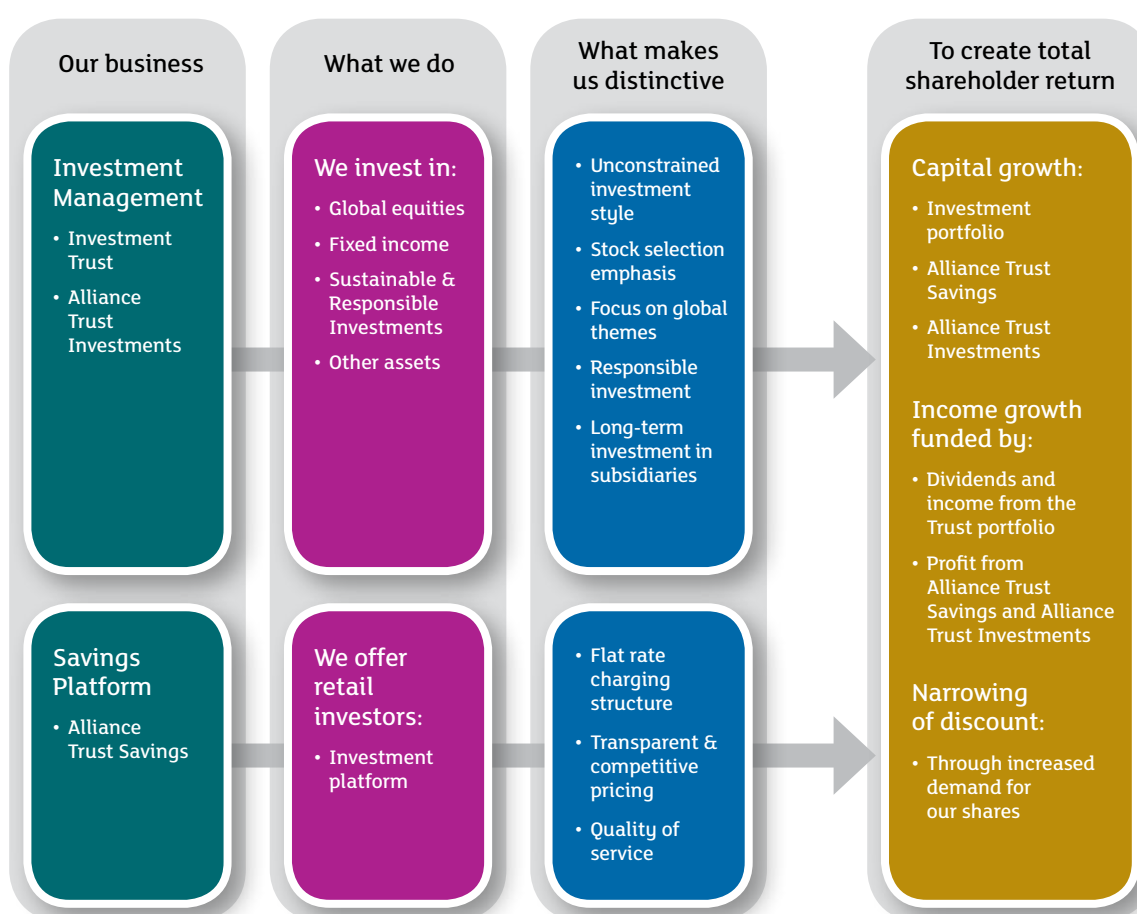 Our business
What we do
What makes
us distinctive
To create total
shareholder return
Investment
Management
• Investment
Trust
• Alliance
Trust
Investments
We invest in:
• Global equities
• Fixed income
• Sustainable &
Responsible
Investments
• Other assets
• Unconstrained
investment
style
• Stock selection
emphasis
• Focus on global
themes
• Responsible
investment
• Long-term
investment in
subsidiaries
Capital growth:
• Investment
portfolio
• Alliance Trust
Savings
• Alliance Trust
Investments
Income growth
funded by:
• Dividends and
income from the
Trust portfolio
• Profit from
Alliance Trust
Savings and Alliance
Trust Investments
Narrowing
of discount:
• Through increased
demand for
our shares
Savings
Platform
• Alliance
Trust Savings
We offer
retail
investors:
• Investment
platform
• Flat rate
charging
structure
• Transparent &
competitive
pricing
• Quality of
service